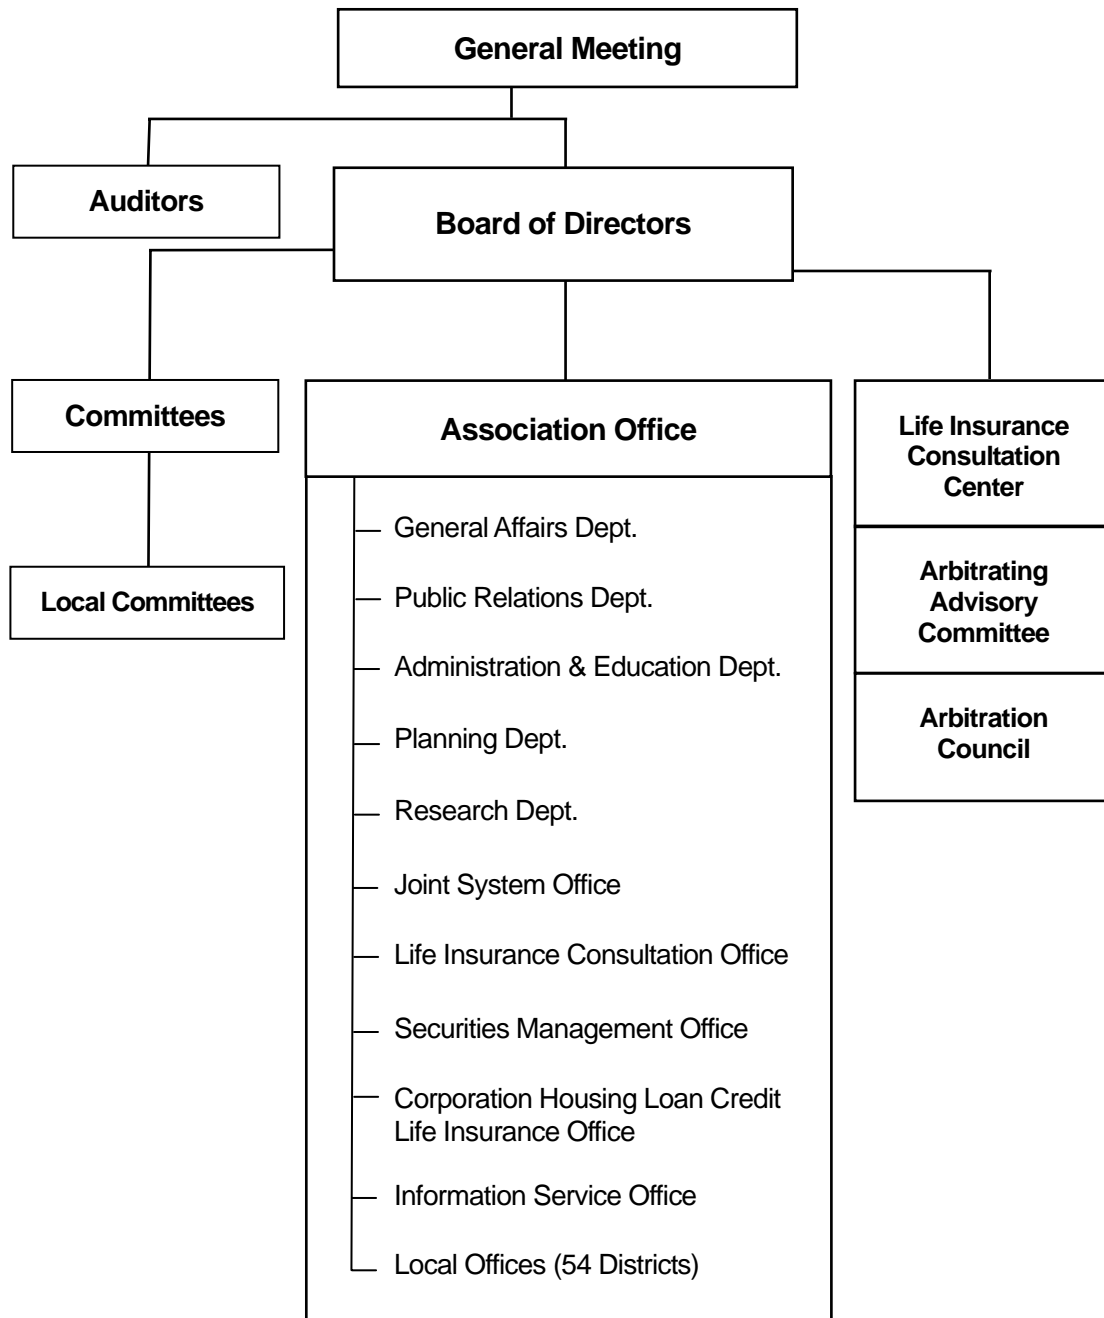 General Meeting
Auditors
Board of Directors
Committees
Association Office
Life Insurance
Consultation
Center
General Affairs Dept.
Local Committees
Public Relations Dept.
Arbitrating
Advisory
Committee
Administration & Education Dept.
Planning Dept.
Arbitration
Council
Research Dept.
Joint System Office
Life Insurance Consultation Office
Securities Management Office
Corporation Housing Loan Credit
Life Insurance Office
Information Service Office
Local Offices (54 Districts)